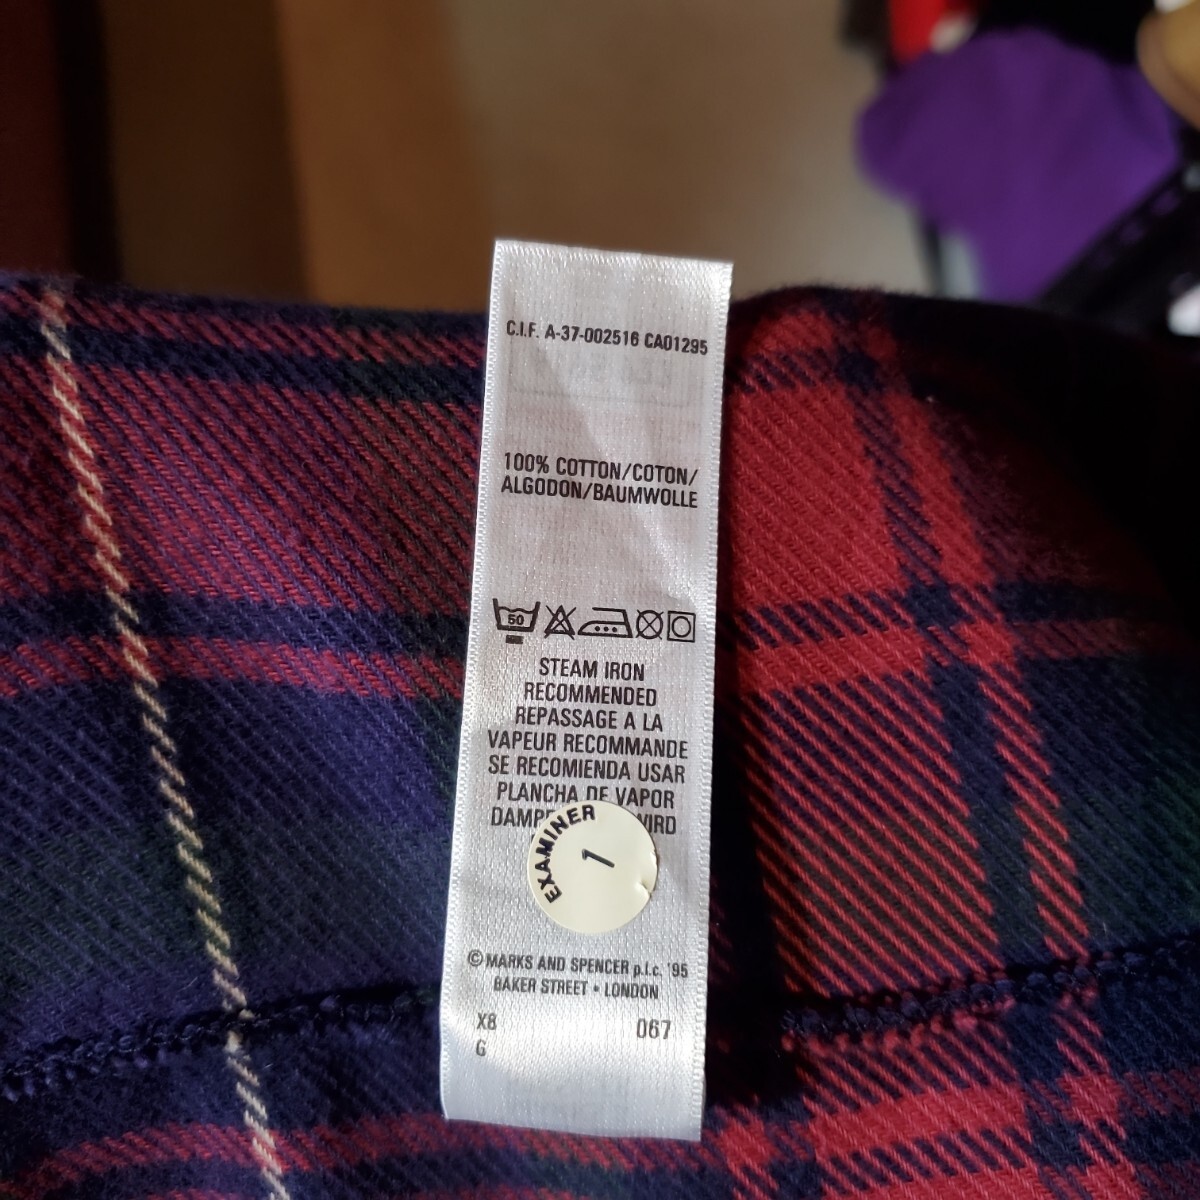 C.I.F. A-37-002516 CA01295
100% COTTON/COTON/
ALGODON/BAUMWOLLE
50
STEAM IRON
RECOMMENDED
REPASSAGE A LA
VAPEUR RECOMMANDE
SE RECOMIENDA USAR
PLANCHA DE VAPOR
EXAMINER
1
© MARKS AND SPENCER p.l.c. '95
BAKER STREET • LONDON
X8 067
G